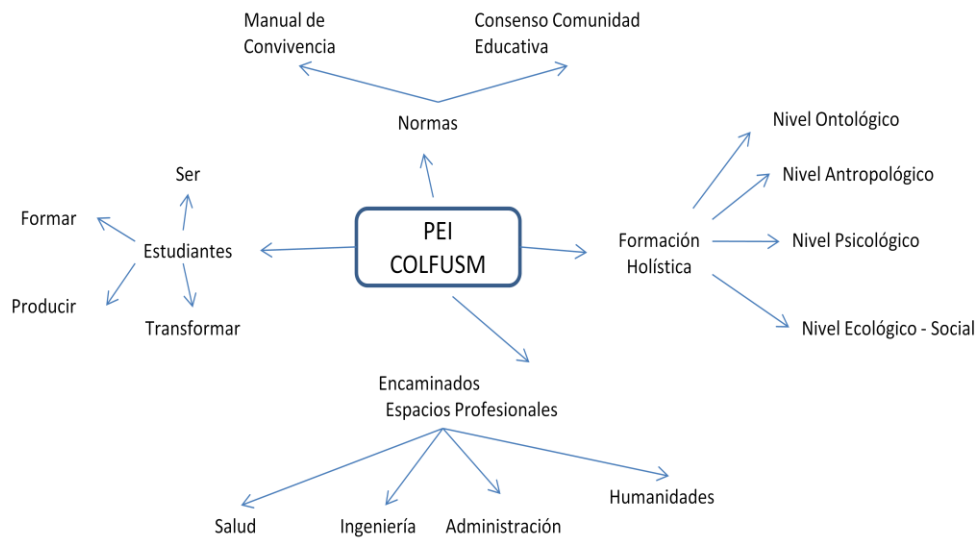 Manual de
Convivencia
Consenso Comunidad
Educativa
Normas
Nivel Ontológico
Nivel Antropológico
Nivel Psicológico
Nivel Ecológico - Social
Formación
Holística
PEI
COLFUSM
Ser
Formar
Estudiantes
Producir
Transformar
Encaminados
Espacios Profesionales
Salud
Ingeniería
Administración
Humanidades